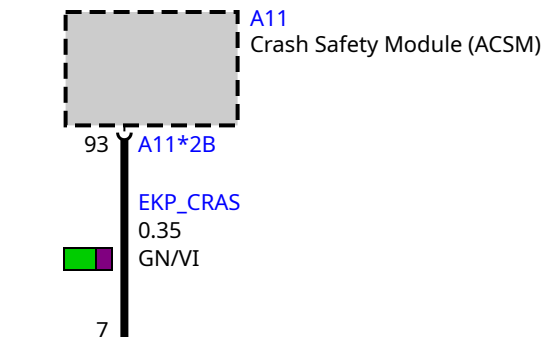 A11
Crash Safety Module (ACSM)
93 A11*2B
EKP_CRAS
0.35
GN/VI
7